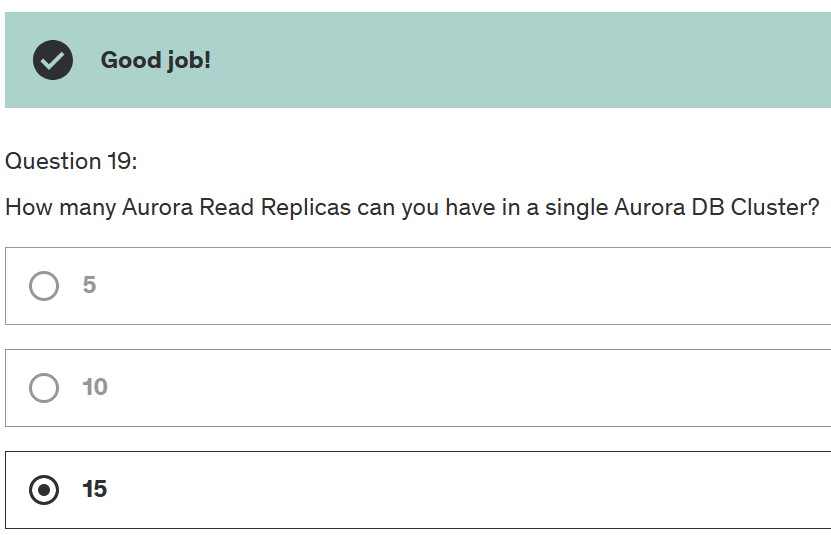 Good job!
Question 19:
How many Aurora Read Replicas can you have in a single Aurora DB Cluster?
5
10
15